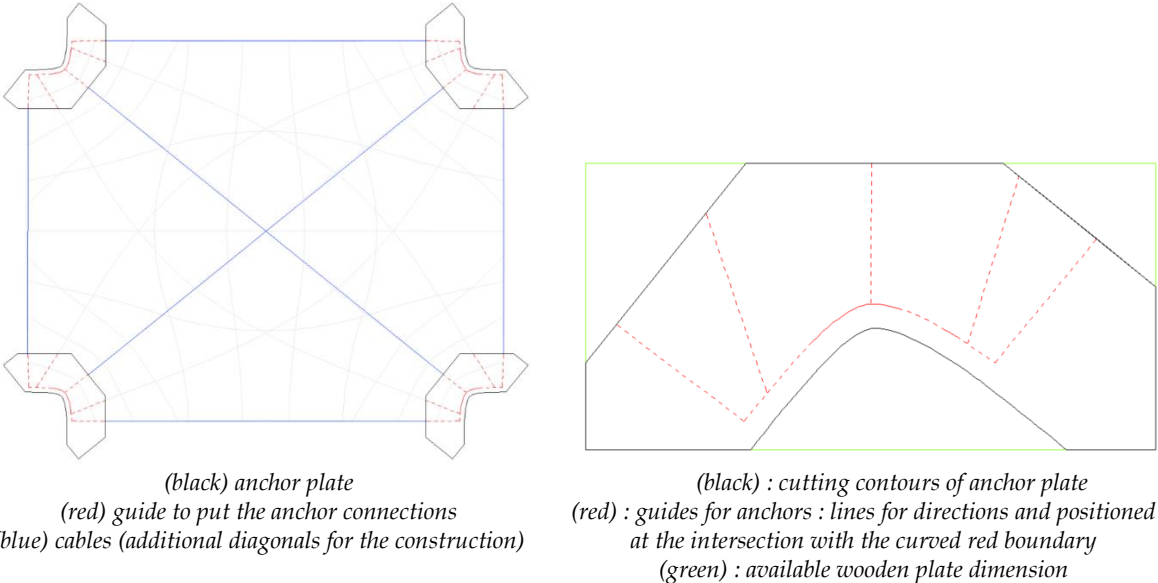 (black) anchor plate
(red) guide to put the anchor connections
(blue) cables (additional diagonals for the construction)
(black) : cutting contours of anchor plate
(red) : guides for anchors : lines for directions and positioned
at the intersection with the curved red boundary
(green) : available wooden plate dimension